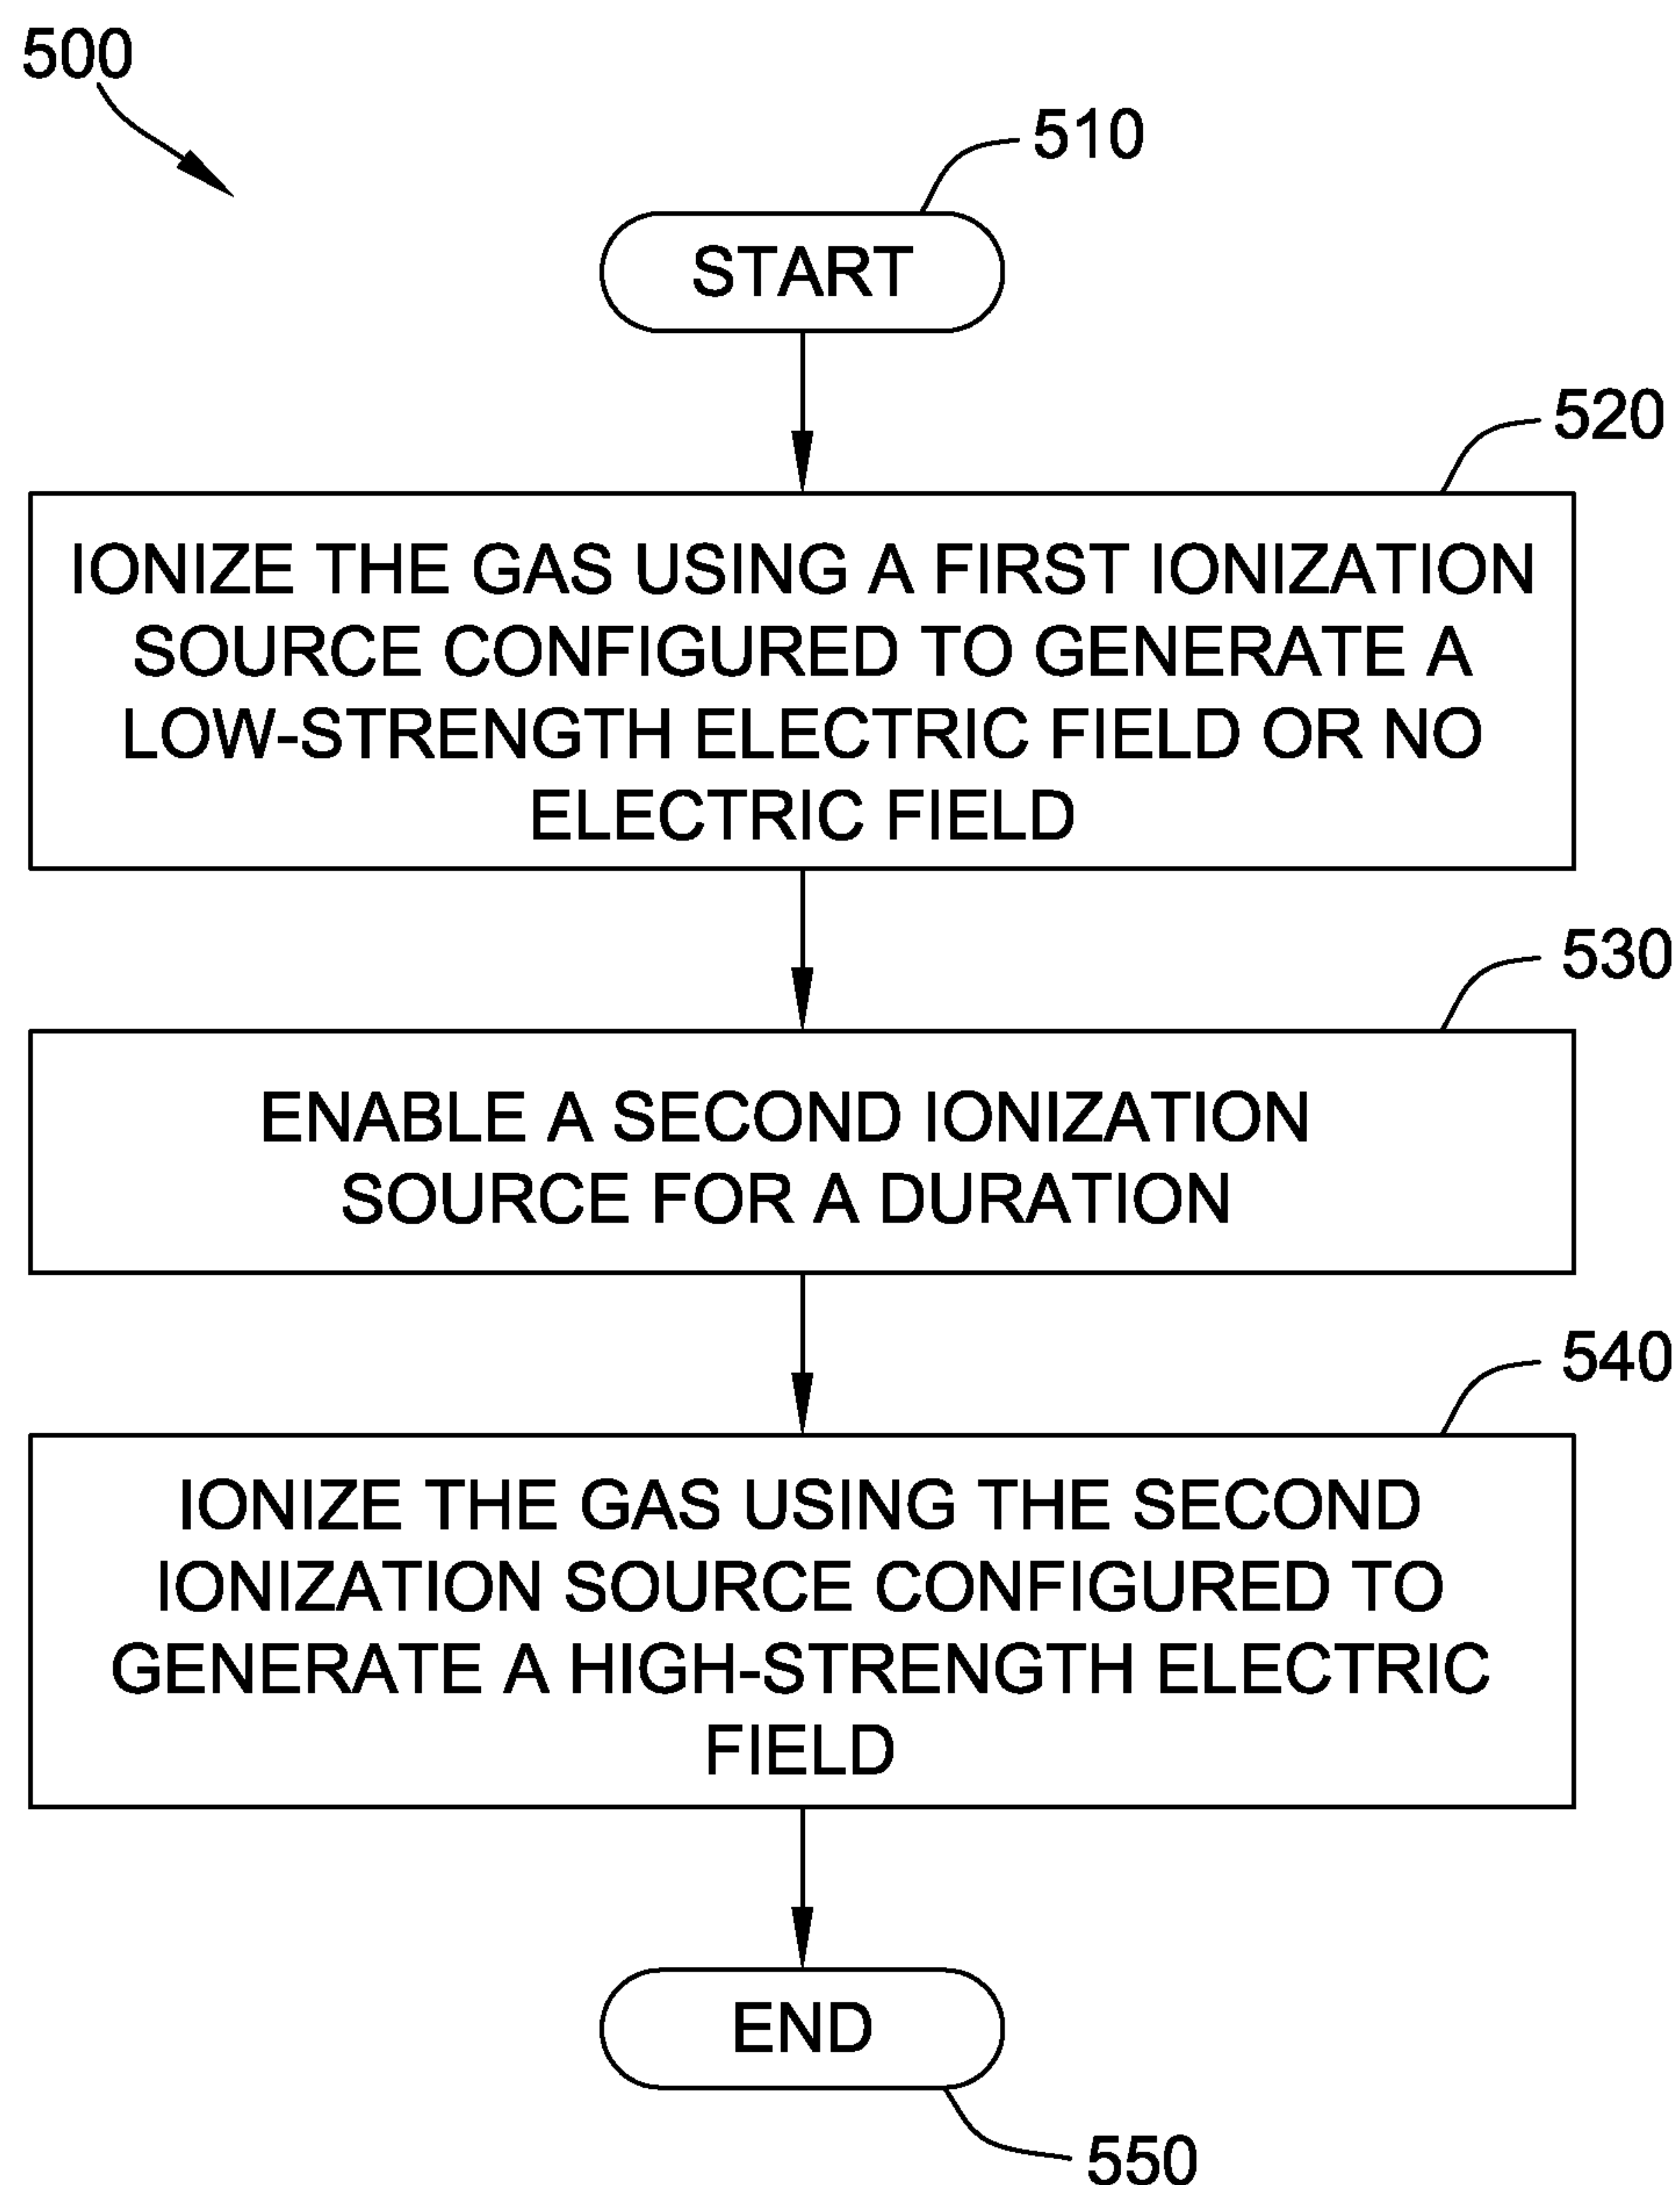 500
510
START
520
IONIZE THE GAS USING A FIRST IONIZATION
SOURCE CONFIGURED TO GENERATE A
LOW-STRENGTH ELECTRIC FIELD OR NO
ELECTRIC FIELD
530
ENABLE A SECOND IONIZATION
SOURCE FOR A DURATION
540
IONIZE THE GAS USING THE SECOND
IONIZATION SOURCE CONFIGURED TO
GENERATE A HIGH-STRENGTH ELECTRIC
FIELD
END
550